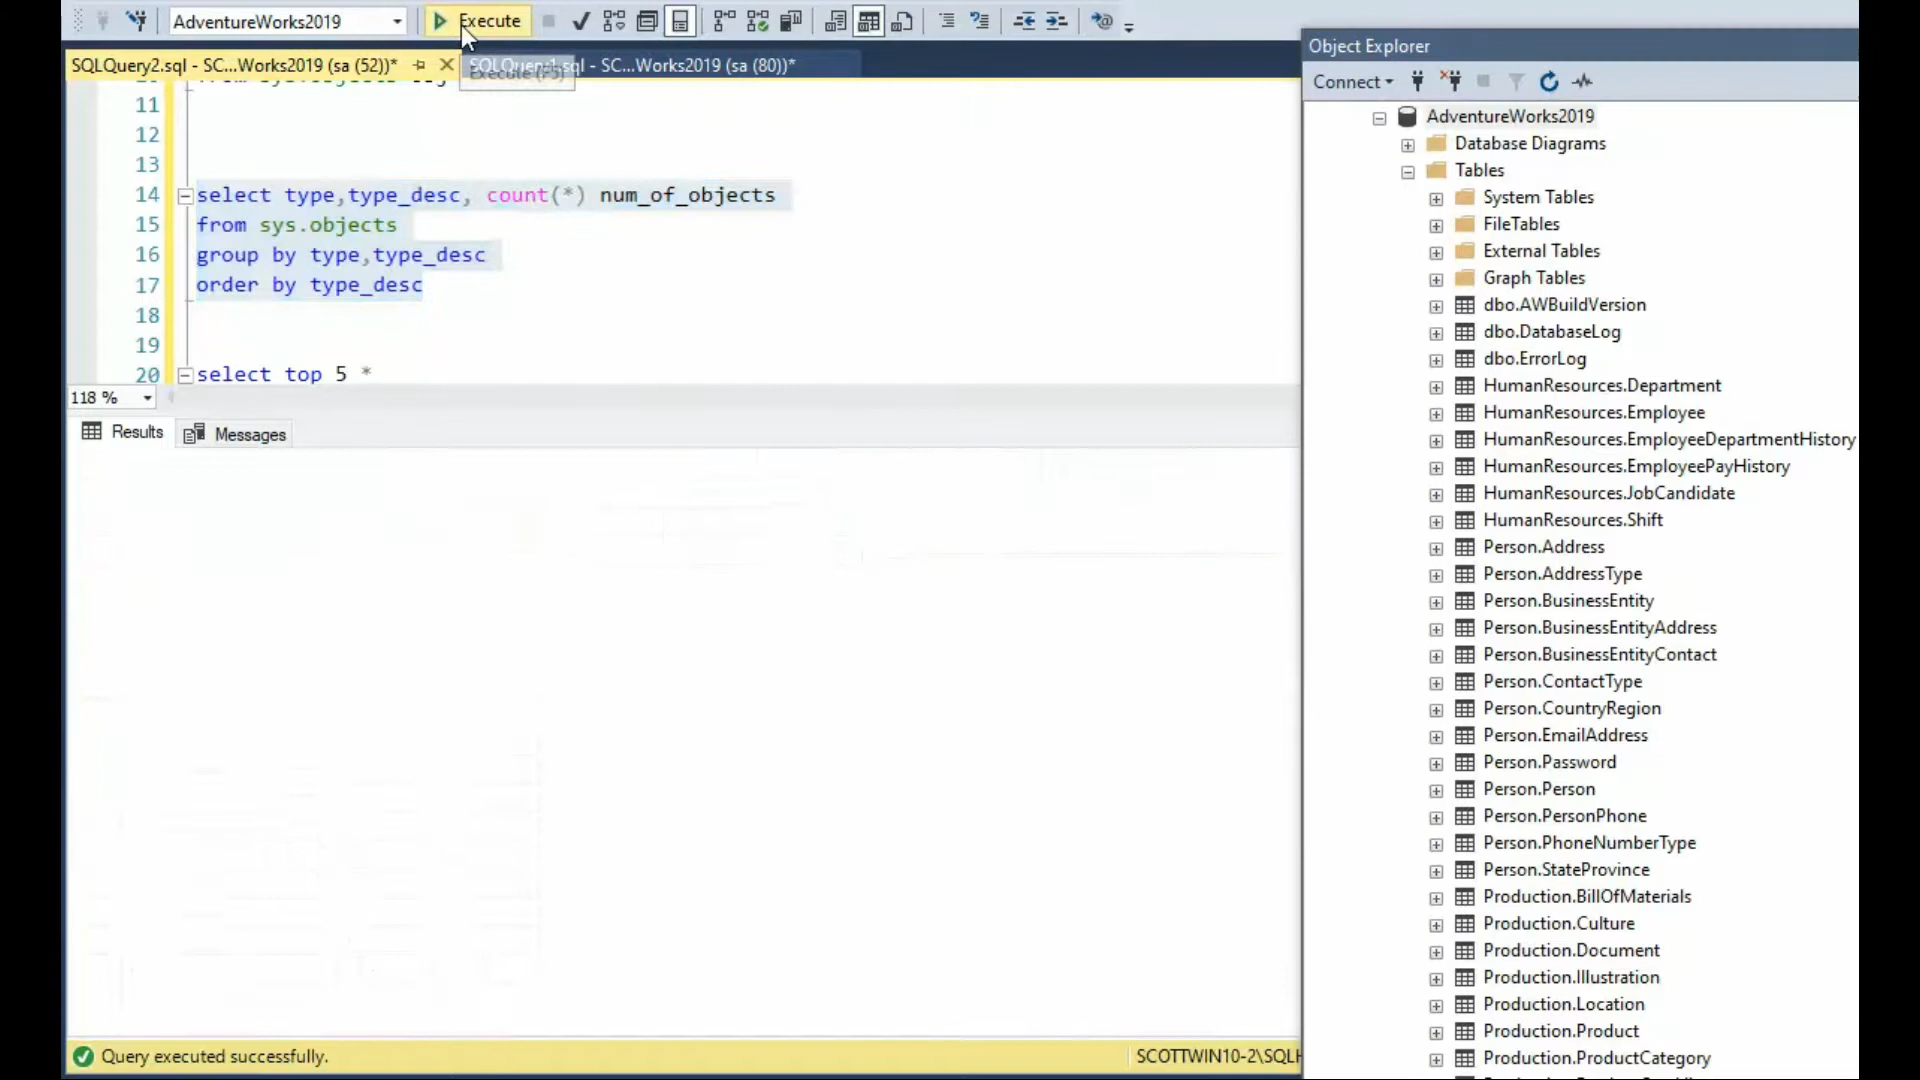 AdventureWorks2019
Execute
SQLQuery2.sql - SC...Works2019 (sa (52))*
SQLQuery1.sql - SC...Works2019 (sa (80))*
Execute (F5)
11
12
13
14 select type,type_desc, count(*) num_of_objects
15 from sys.objects
16 group by type,type_desc
17 order by type_desc
18
19
20 select top 5 *
118 %
Results
Messages
Query executed successfully.
SCOTTWIN10-2\SQLH
Object Explorer
Connect
AdventureWorks2019
Database Diagrams
Tables
System Tables
FileTables
External Tables
Graph Tables
dbo.AWBuildVersion
dbo.DatabaseLog
dbo.ErrorLog
HumanResources.Department
HumanResources.Employee
HumanResources.EmployeeDepartmentHistory
HumanResources.EmployeePayHistory
HumanResources.JobCandidate
HumanResources.Shift
Person.Address
Person.AddressType
Person.BusinessEntity
Person.BusinessEntityAddress
Person.BusinessEntityContact
Person.ContactType
Person.CountryRegion
Person.EmailAddress
Person.Password
Person.Person
Person.PersonPhone
Person.PhoneNumberType
Person.StateProvince
Production.BillOfMaterials
Production.Culture
Production.Document
Production.Illustration
Production.Location
Production.Product
Production.ProductCategory